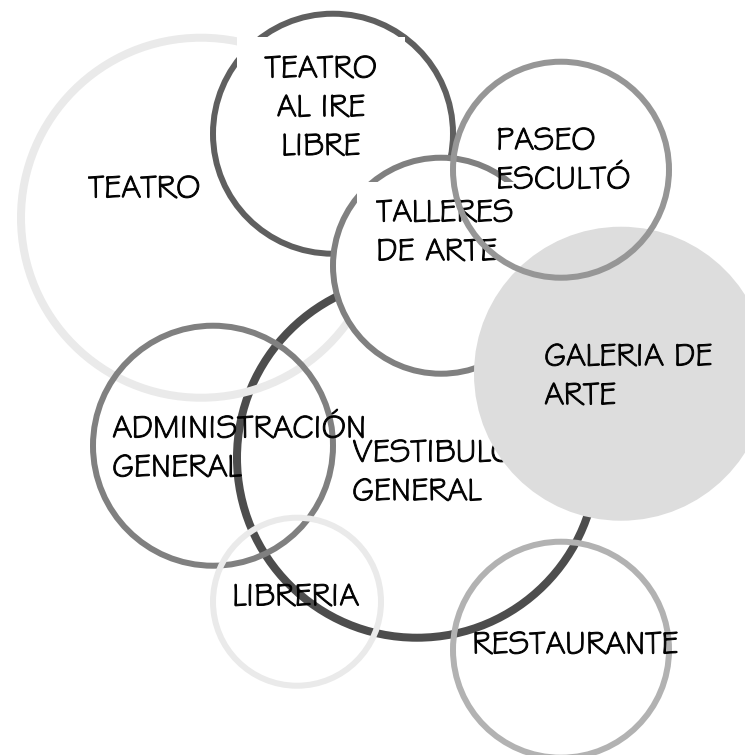 TEATRO
AL IRE
LIBRE
PASEO
ESCULTÓ
TEATRO
TALLERES
DE ARTE
GALERIA DE
ARTE
ADMINISTRACIÓN
GENERAL
VESTIBULO
GENERAL
LIBRERIA
RESTAURANTE